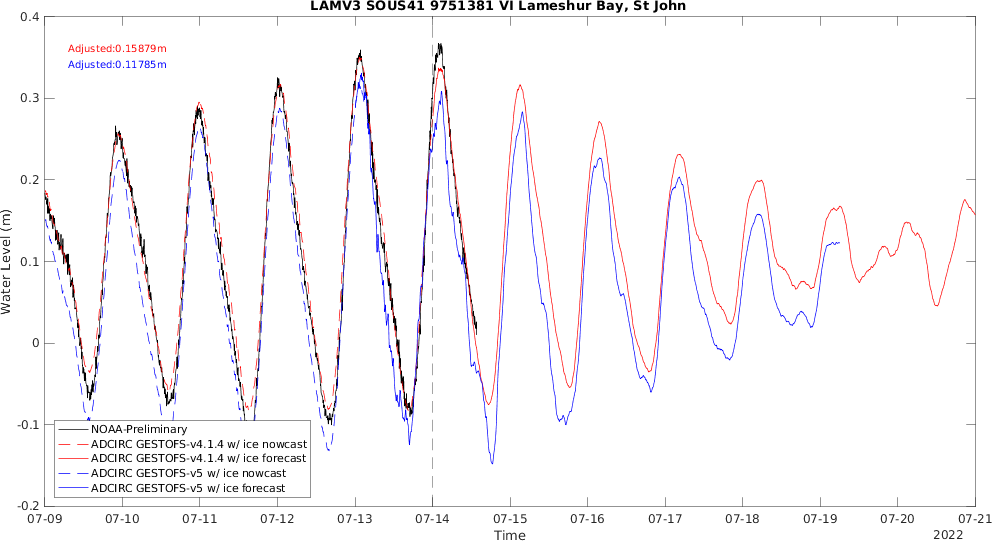 LAMV3 SOUS41 9751381 VI Lameshur Bay, St John
0.4
Adjusted:0.15879m
Adjusted:0.11785m
0.3
0.2
0.1
0
-0.1
-0.2
Water Level (m)
NOAA-Preliminary
ADCIRC GESTOFS-v4.1.4 w/ ice nowcast
ADCIRC GESTOFS-v4.1.4 w/ ice forecast
ADCIRC GESTOFS-v5 w/ ice nowcast
ADCIRC GESTOFS-v5 w/ ice forecast
07-09 07-10 07-11 07-12 07-13 07-14 07-15 07-16 07-17 07-18 07-19 07-20 07-21
Time
2022